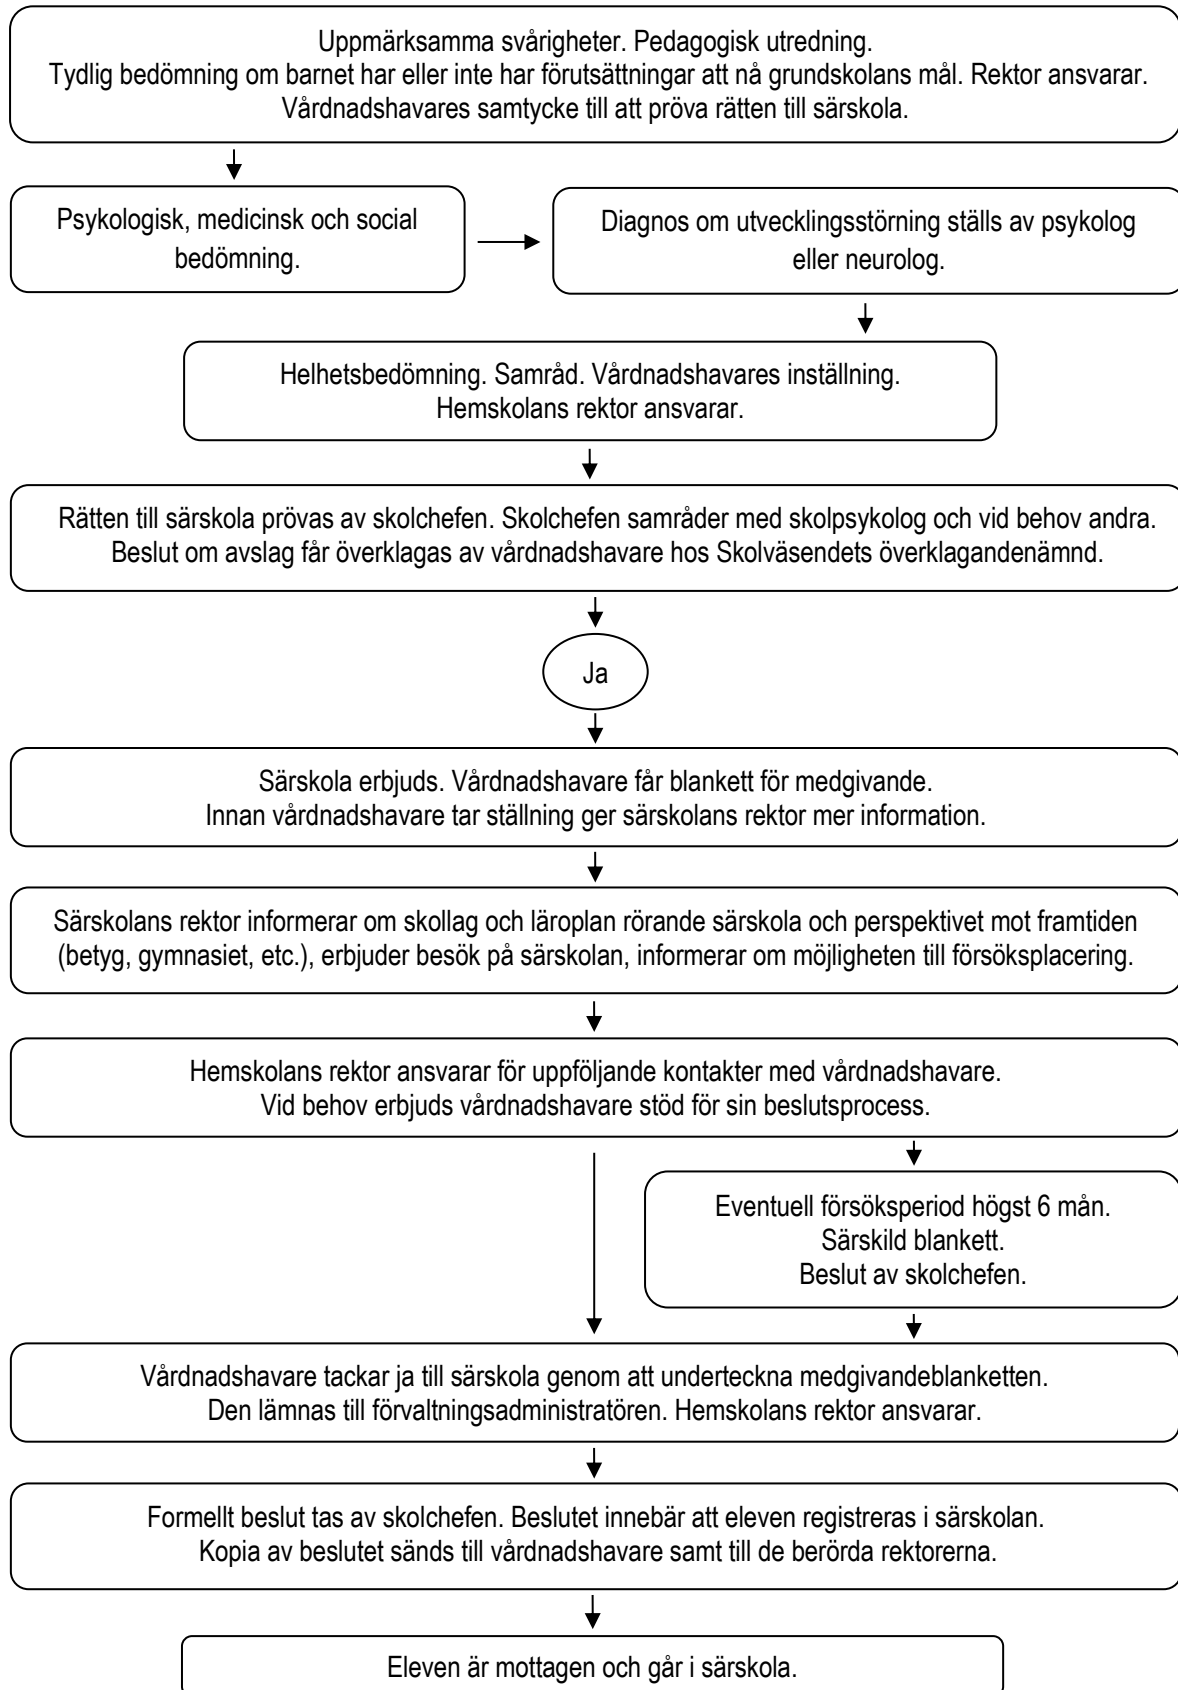 Uppmärksamma svårigheter. Pedagogisk utredning.
Tydlig bedömning om barnet har eller inte har förutsättningar att nå grundskolans mål. Rektor ansvarar.
Vårdnadshavares samtycke till att pröva rätten till särskola.
Psykologisk, medicinsk och social
bedömning.
Diagnos om utvecklingsstörning ställs av psykolog
eller neurolog.
Helhetsbedömning. Samråd. Vårdnadshavares inställning.
Hemskolans rektor ansvarar.
Rätten till särskola prövas av skolchefen. Skolchefen samråder med skolpsykolog och vid behov andra.
Beslut om avslag får överklagas av vårdnadshavare hos Skolväsendets överklagandenämnd.
Ja
Särskola erbjuds. Vårdnadshavare får blankett för medgivande.
Innan vårdnadshavare tar ställning ger särskolans rektor mer information.
Särskolans rektor informerar om skollag och läroplan rörande särskola och perspektivet mot framtiden
(betyg, gymnasiet, etc.), erbjuder besök på särskolan, informerar om möjligheten till försöksplacering.
Hemskolans rektor ansvarar för uppföljande kontakter med vårdnadshavare.
Vid behov erbjuds vårdnadshavare stöd för sin beslutsprocess.
Eventuell försöksperiod högst 6 mån.
Särskild blankett.
Beslut av skolchefen.
Vårdnadshavare tackar ja till särskola genom att underteckna medgivandeblanketten.
Den lämnas till förvaltningsadministratören. Hemskolans rektor ansvarar.
Formellt beslut tas av skolchefen. Beslutet innebär att eleven registreras i särskolan.
Kopia av beslutet sänds till vårdnadshavare samt till de berörda rektorerna.
Eleven är mottagen och går i särskola.